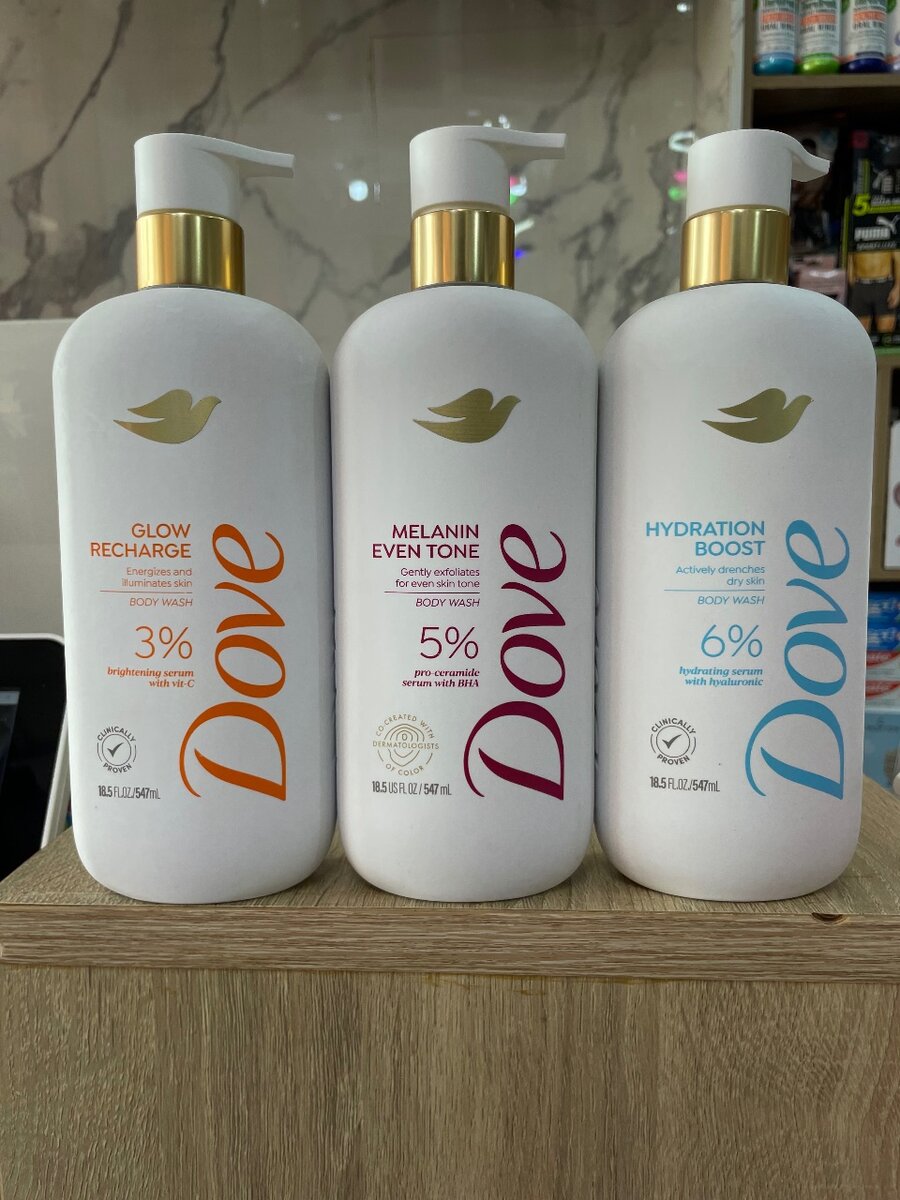 GLOW
RECHARGE
Energizes and
illuminates skin
BODY WASH
3%
brightening serum
with vit-C
CLINICALLY
PROVEN
18.5 FL.OZ./547mL
Dove
MELANIN
EVEN TONE
Gently exfoliates
for even skin tone
BODY WASH
5%
pro-ceramide
serum with BHA
CO-CREATED WITH
DERMATOLOGISTS
OF COLOR
18.5 US FL OZ / 547 mL
Dove
HYDRATION
BOOST
Actively drenches
dry skin
BODY WASH
6%
hydrating serum
with hyaluronic
CLINICALLY
PROVEN
18.5 FL.OZ./547mL
Dove
5
PUMA